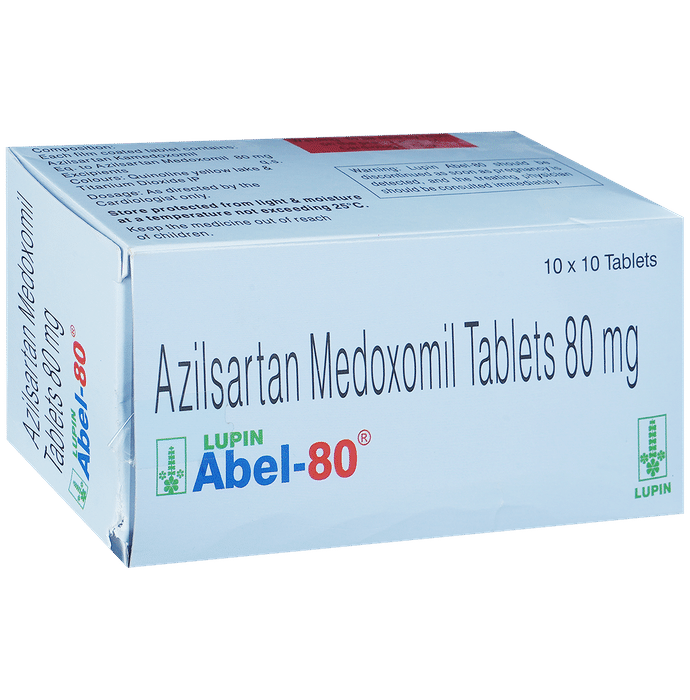 Composition:
Each film coated tablet contains:
Azilsartan Kamedoxomil
Eq. to Azilsartan Medoxomil 80 mg
Excipients q.s.
Colours: Quinoline yellow lake &
Titanium Dioxide IP
Dosage: As directed by the
Cardiologist only.
Store protected from light & moisture
at a temperature not exceeding 25°C.
Keep the medicine out of reach
of children.
Warning: Lupin Abel-80 should be
discontinued as soon as pregnancy is
detected, and the treating physician
should be consulted immediately.
10 x 10 Tablets
Azilsartan Medoxomil Tablets 80 mg
LUPIN
Abel-80®
LUPIN
Azilsartan Medoxomil
Tablets 80 mg
LUPIN
Abel-80®